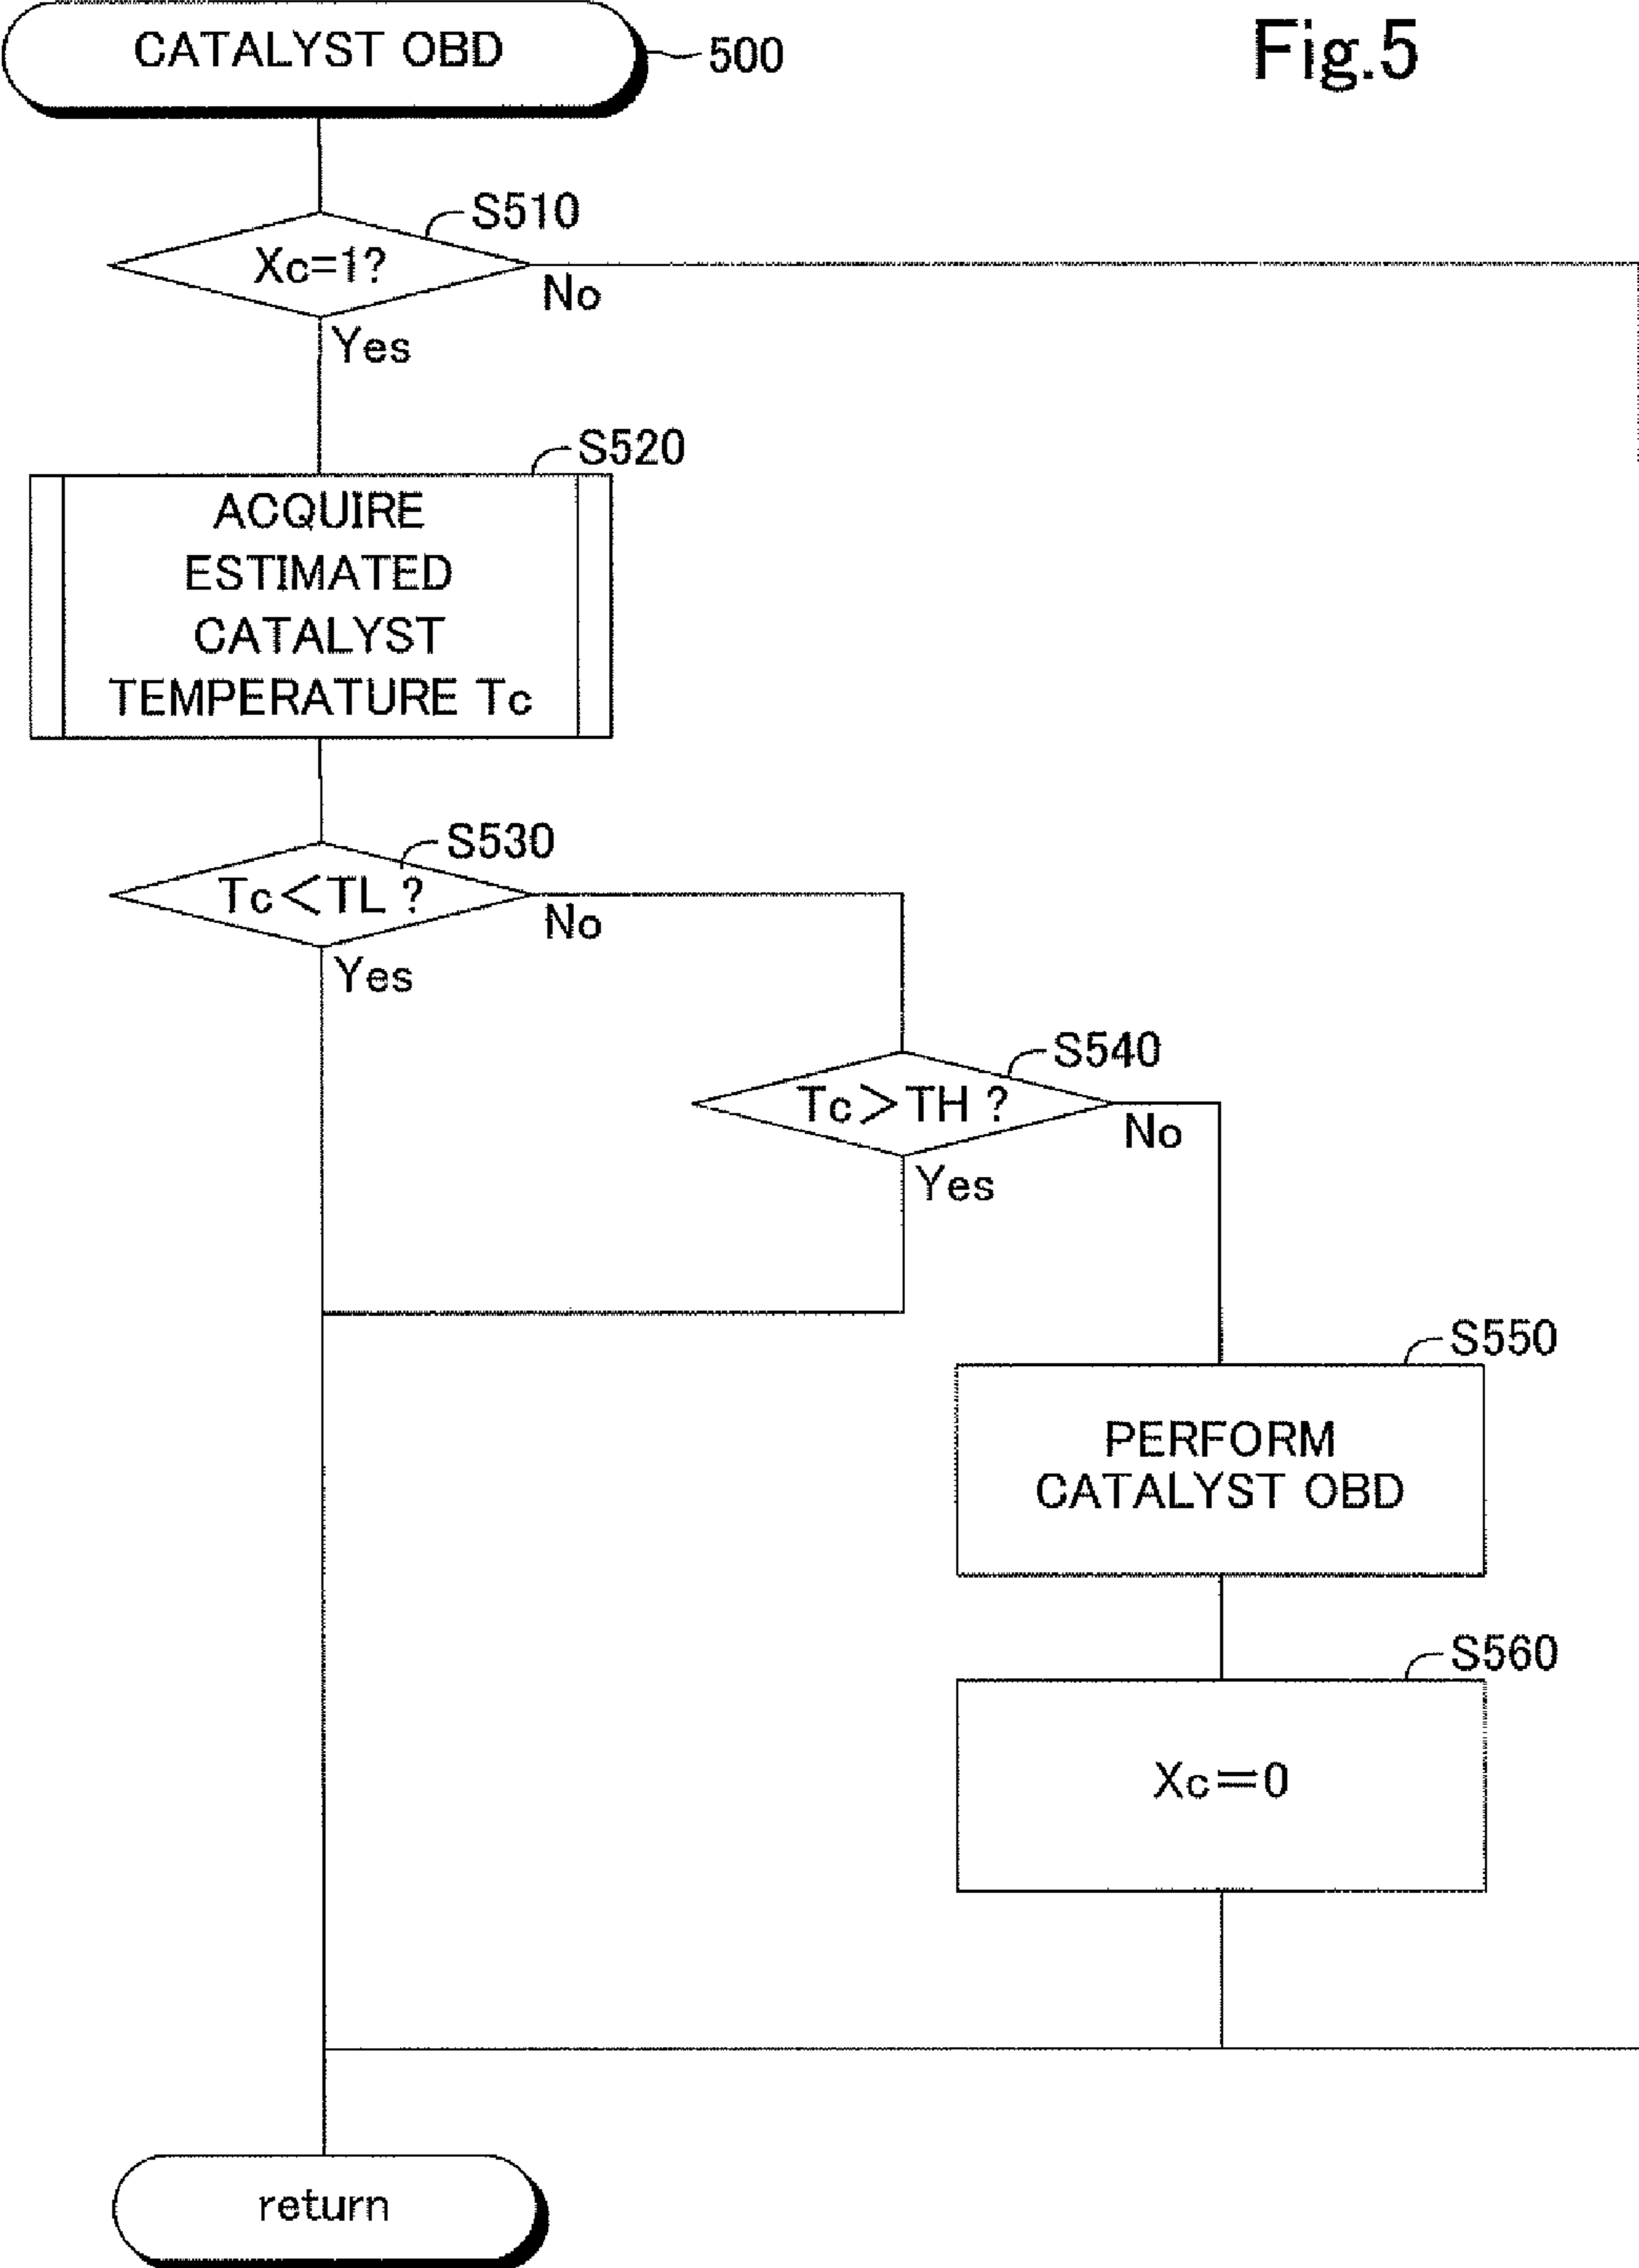 Fig.5
CATALYST OBD
500
S510
Xc=1?
No
Yes
S520
ACQUIRE
ESTIMATED
CATALYST
TEMPERATURE Tc
S530
Tc<TL ?
No
Yes
S540
Tc>TH ?
No
Yes
S550
PERFORM
CATALYST OBD
S560
Xc=0
return